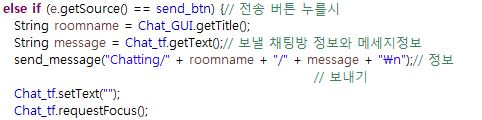 else if (e.getSource() == send_btn) {// 전송 버튼 누를시
String roomname = Chat_GUI.getTitle();
String message = Chat_tf.getText();// 보낼 채팅방 정보와 메세지정보
send_message("Chatting/" + roomname + "/" + message + "₩n");// 정보
// 보내기
Chat_tf.setText("");
Chat_tf.requestFocus();